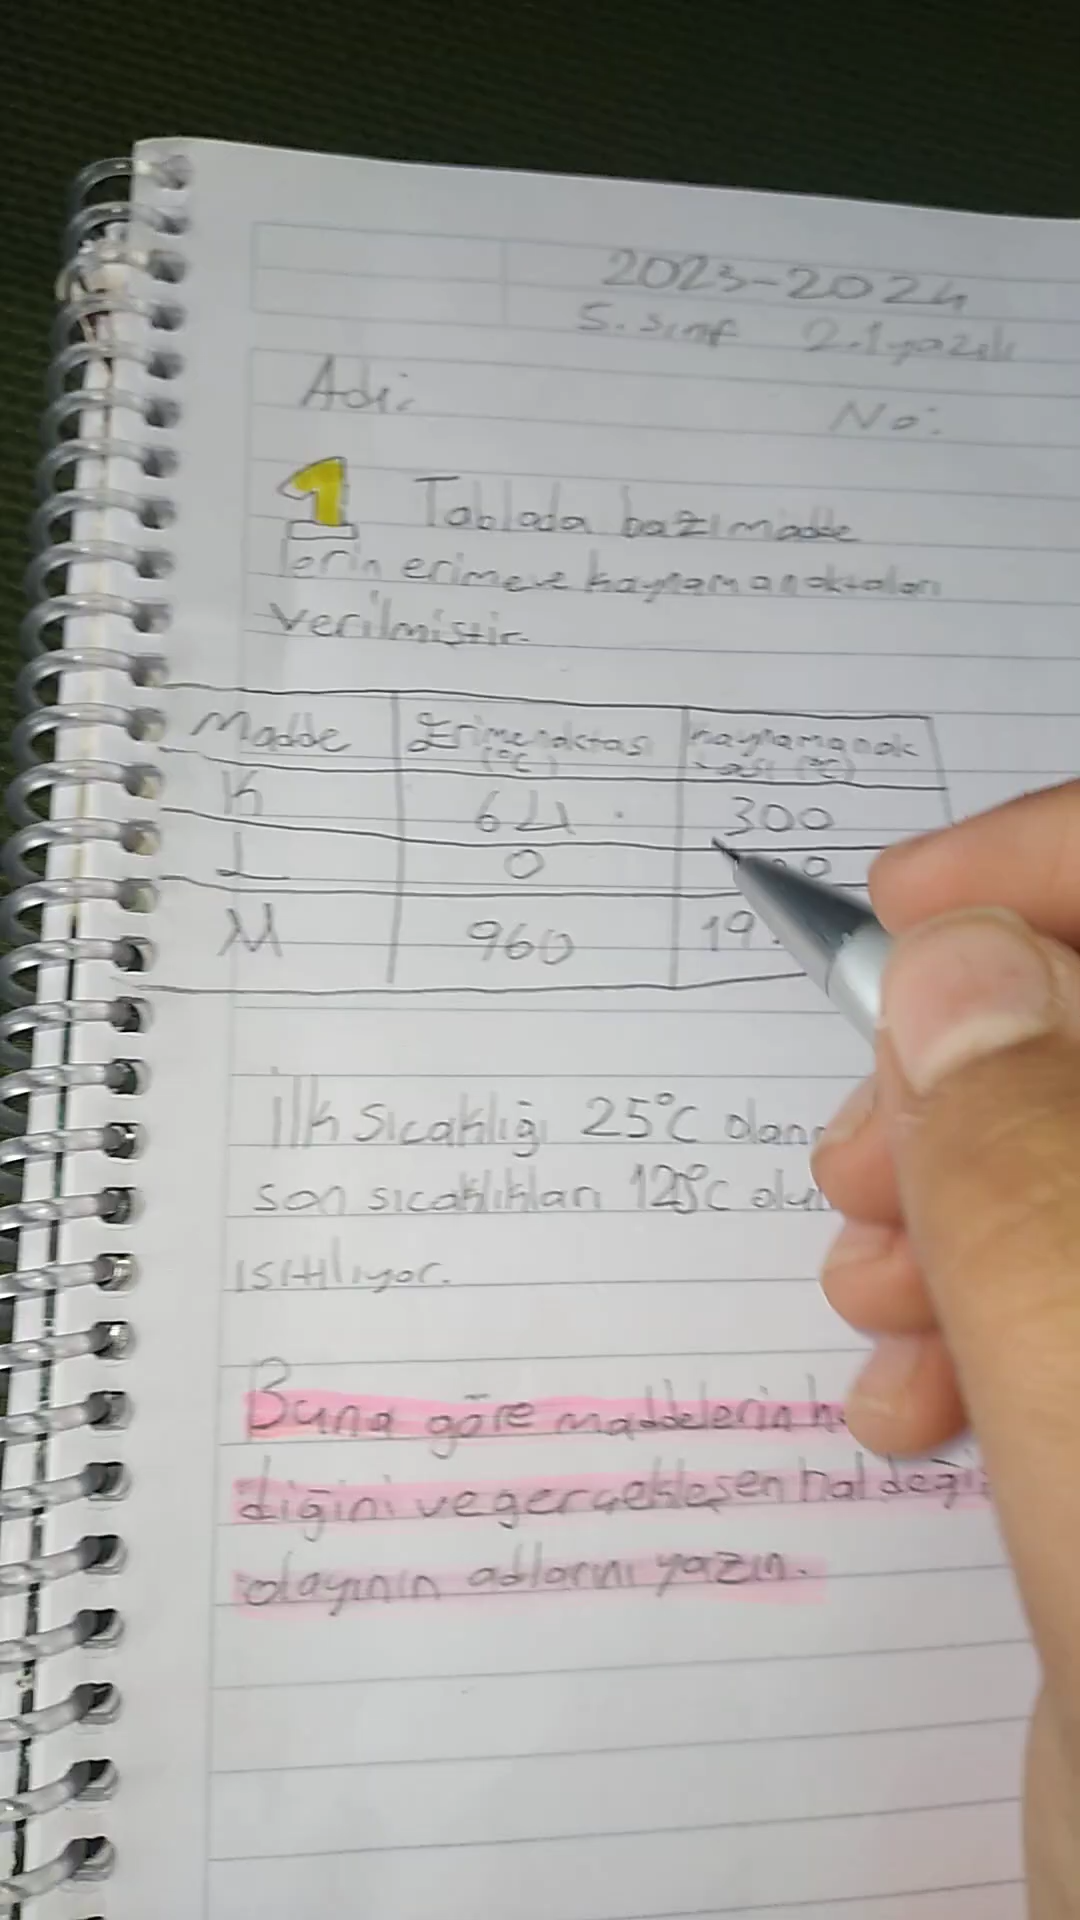 2023-2024
5. sınıf 2.1 yazılı
Adı: No:
1 Tabloda bazı madde
lerin erime ve kaynama noktaları
verilmiştir.
Madde Erime noktası (°C) kaynama nok tası (°C)
K 64 300
L 0
M 960
İlk sıcaklığı 25°C
son sıcaklıkları 125°C
ısıtılıyor.
Buna göre maddelerin
diğini ve gerçekleşen hal
olayının adlarını yazın.